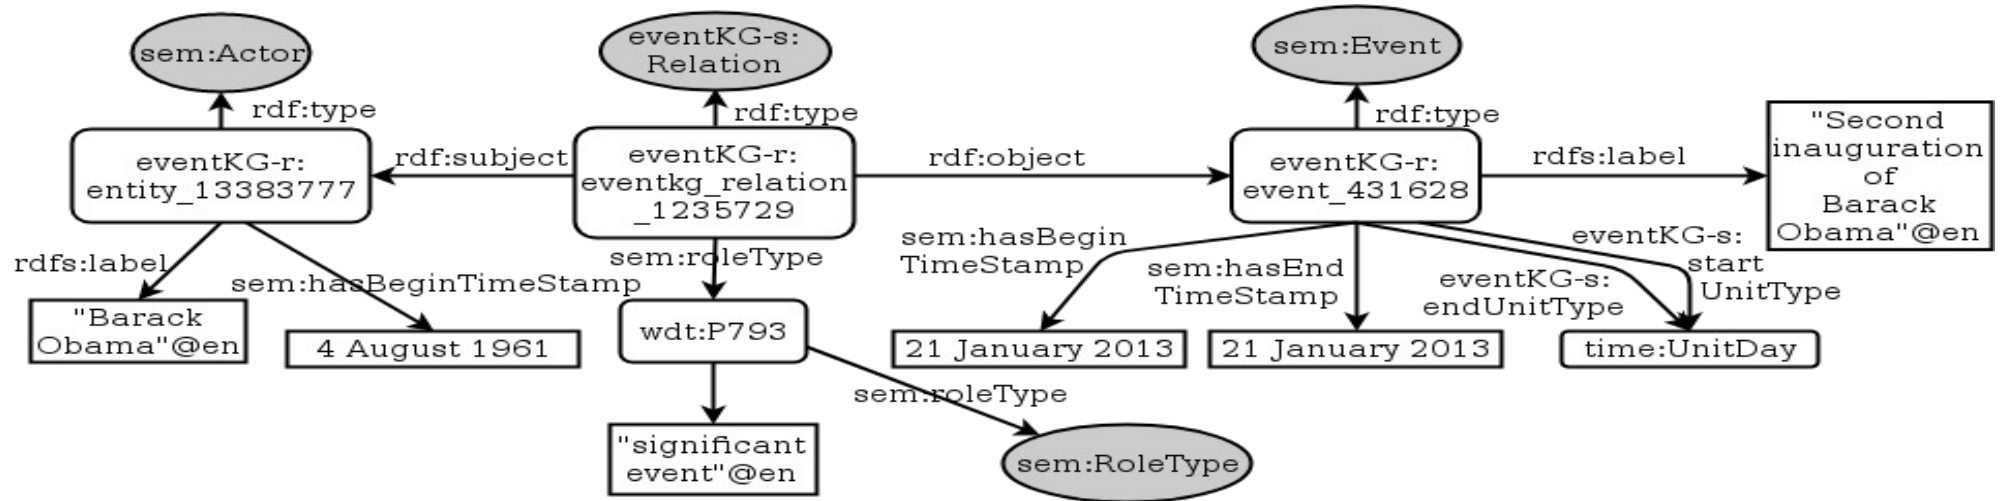 sem:Actor
rdf:type
eventKG-r:
entity_13383777
rdfs:label
"Barack
Obama"@en
sem:hasBeginTimeStamp
4 August 1961
rdf:subject
eventKG-s:
Relation
rdf:type
eventKG-r:
eventkg_relation
_1235729
sem:roleType
wdt:P793
"significant
event"@en
sem:roleType
sem:RoleType
rdf:object
sem:Event
rdf:type
eventKG-r:
event_431628
rdfs:label
"Second
inauguration
of
Barack
Obama"@en
sem:hasBegin
TimeStamp
21 January 2013
sem:hasEnd
TimeStamp
21 January 2013
eventKG-s:
endUnitType
eventKG-s:
start
UnitType
time:UnitDay